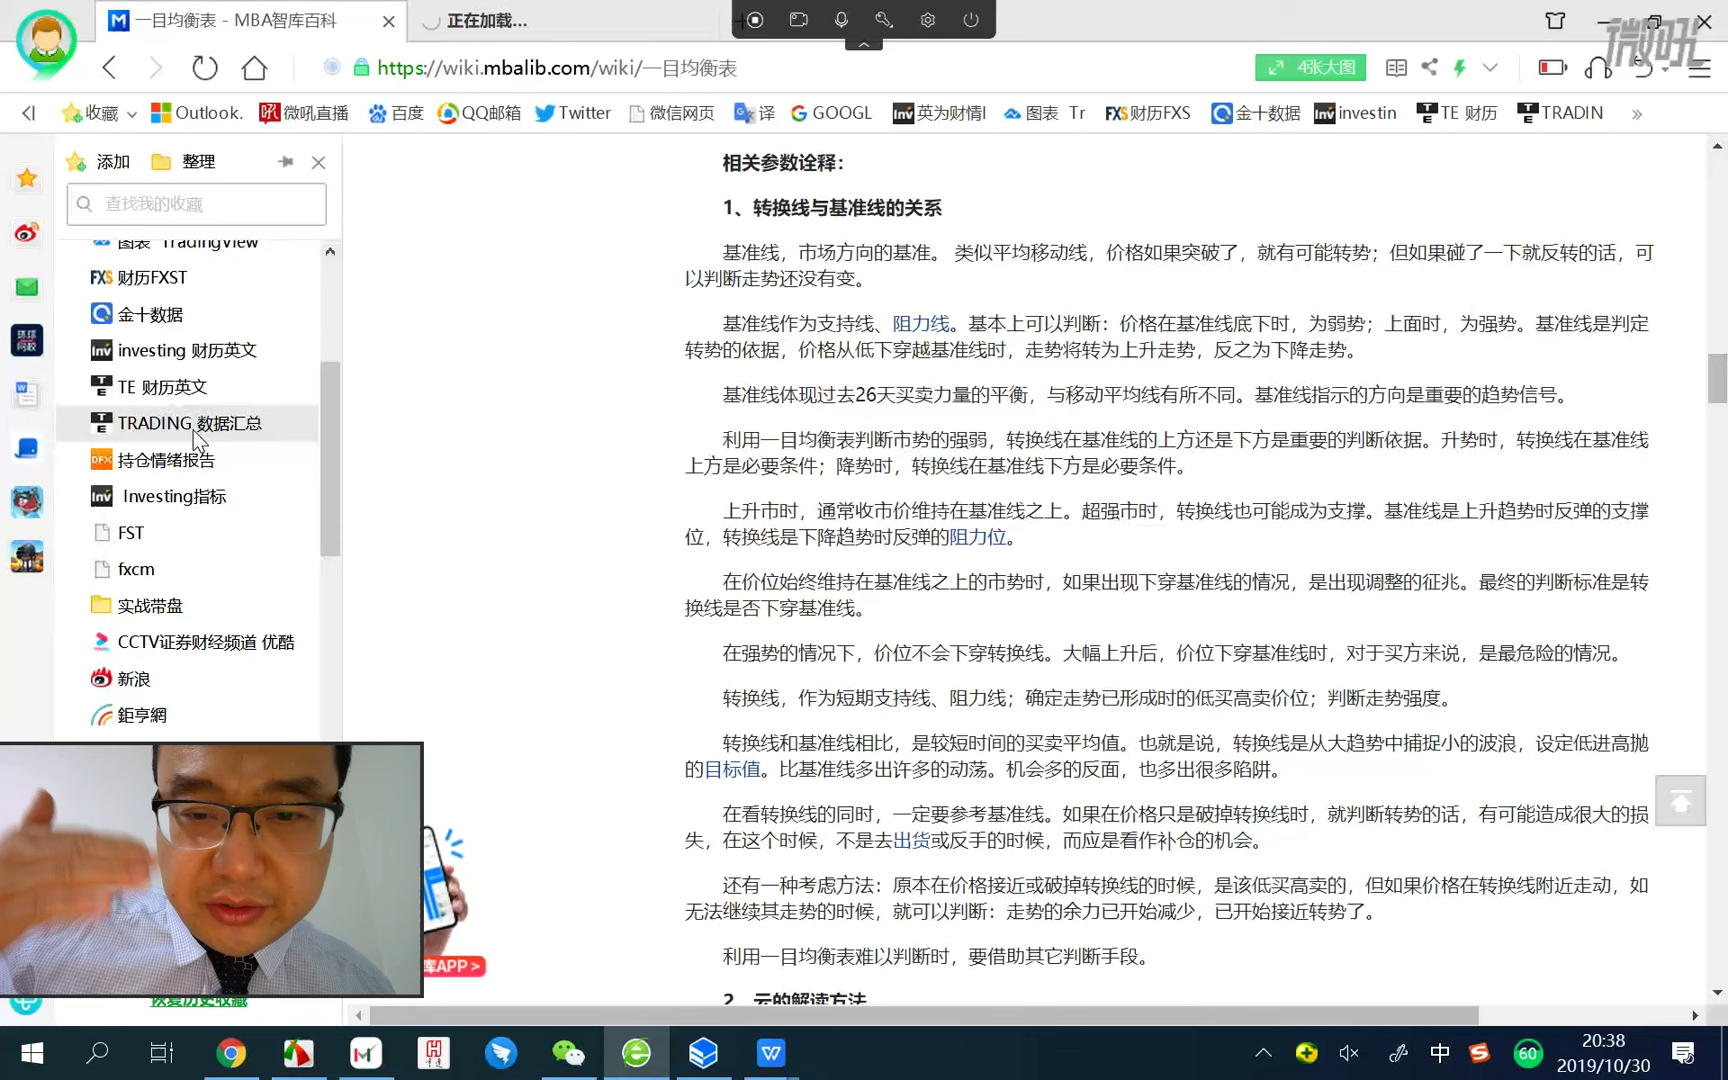 一目均衡表 - MBA智库百科
正在加载...
微吼
https://wiki.mbalib.com/wiki/一目均衡表
4张大图
收藏
Outlook.
微吼直播
百度
QQ邮箱
Twitter
微信网页
译
GOOGL
英为财情I
图表 Tr
FXS财历FXS
金十数据
investin
TE 财历
TRADIN
添加
整理
查找我的收藏
图表 TradingView
FXS 财历FXST
金十数据
Inv investing 财历英文
TE 财历英文
TRADING 数据汇总
DFX 持仓情绪报告
Inv Investing指标
FST
fxcm
实战带盘
CCTV证券财经频道 优酷
新浪
鉅亨網
恢复历史收藏
库APP >
相关参数诠释：
1、转换线与基准线的关系
基准线，市场方向的基准。 类似平均移动线，价格如果突破了，就有可能转势；但如果碰了一下就反转的话，可
以判断走势还没有变。
基准线作为支持线、阻力线。基本上可以判断：价格在基准线底下时，为弱势；上面时，为强势。基准线是判定
转势的依据，价格从低下穿越基准线时，走势将转为上升走势，反之为下降走势。
基准线体现过去26天买卖力量的平衡，与移动平均线有所不同。基准线指示的方向是重要的趋势信号。
利用一目均衡表判断市势的强弱，转换线在基准线的上方还是下方是重要的判断依据。升势时，转换线在基准线
上方是必要条件；降势时，转换线在基准线下方是必要条件。
上升市时，通常收市价维持在基准线之上。超强市时，转换线也可能成为支撑。基准线是上升趋势时反弹的支撑
位，转换线是下降趋势时反弹的阻力位。
在价位始终维持在基准线之上的市势时，如果出现下穿基准线的情况，是出现调整的征兆。最终的判断标准是转
换线是否下穿基准线。
在强势的情况下，价位不会下穿转换线。大幅上升后，价位下穿基准线时，对于买方来说，是最危险的情况。
转换线，作为短期支持线、阻力线；确定走势已形成时的低买高卖价位；判断走势强度。
转换线和基准线相比，是较短时间的买卖平均值。也就是说，转换线是从大趋势中捕捉小的波浪，设定低进高抛
的目标值。比基准线多出许多的动荡。机会多的反面，也多出很多陷阱。
在看转换线的同时，一定要参考基准线。如果在价格只是破掉转换线时，就判断转势的话，有可能造成很大的损
失，在这个时候，不是去出货或反手的时候，而应是看作补仓的机会。
还有一种考虑方法：原本在价格接近或破掉转换线的时候，是该低买高卖的，但如果价格在转换线附近走动，如
无法继续其走势的时候，就可以判断：走势的余力已开始减少，已开始接近转势了。
利用一目均衡表难以判断时，要借助其它判断手段。
2、云的解读方法
中
60
20:38
2019/10/30